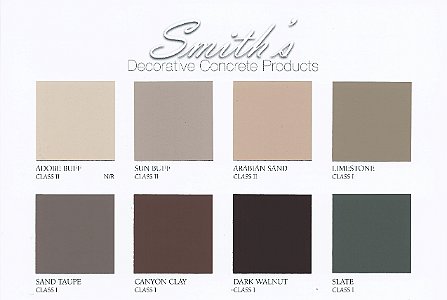 Smith's
Decorative Concrete Products
ADOBE BUFF
CLASS II N/R
SUN BUFF
CLASS II
ARABIAN SAND
CLASS II
LIMESTONE
CLASS I
SAND TAUPE
CLASS I
CANYON CLAY
CLASS I
DARK WALNUT
CLASS I
SLATE
CLASS I